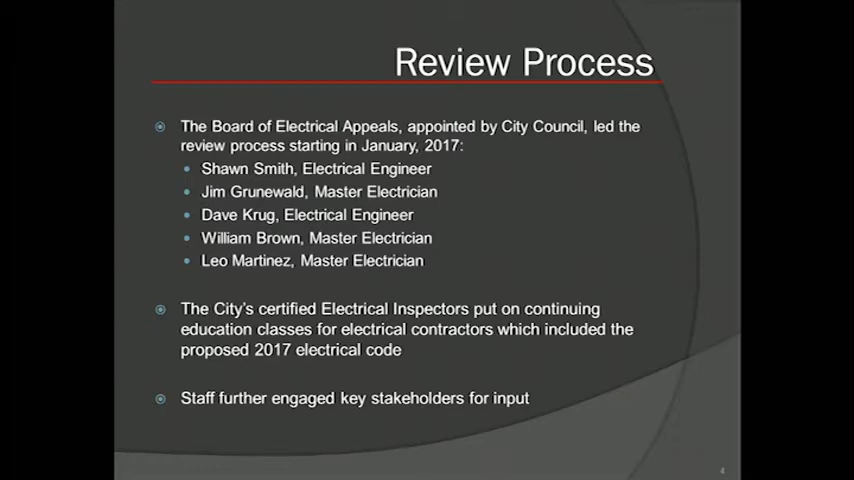 Review Process
The Board of Electrical Appeals, appointed by City Council, led the
review process starting in January, 2017:
Shawn Smith, Electrical Engineer
Jim Grunewald, Master Electrician
Dave Krug, Electrical Engineer
William Brown, Master Electrician
Leo Martinez, Master Electrician
The City's certified Electrical Inspectors put on continuing
education classes for electrical contractors which included the
proposed 2017 electrical code
Staff further engaged key stakeholders for input
4